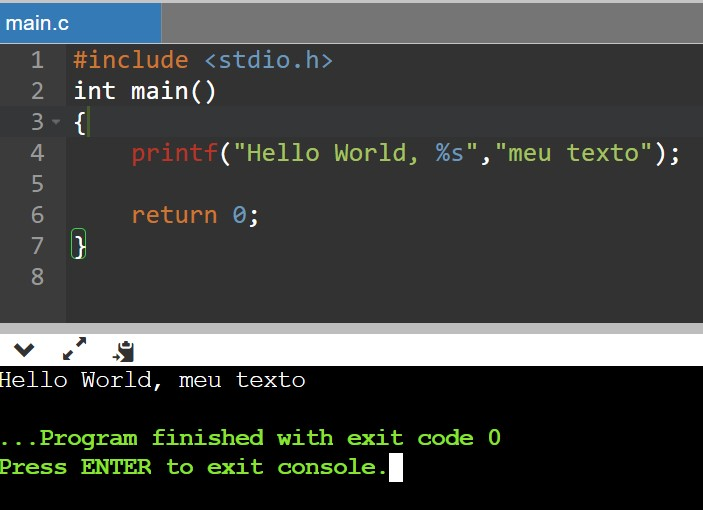 main.c
1 #include <stdio.h>
2 int main()
3 {
4 printf("Hello World, %s","meu texto");
5
6 return 0;
7 }
8
Hello World, meu texto
...Program finished with exit code 0
Press ENTER to exit console.